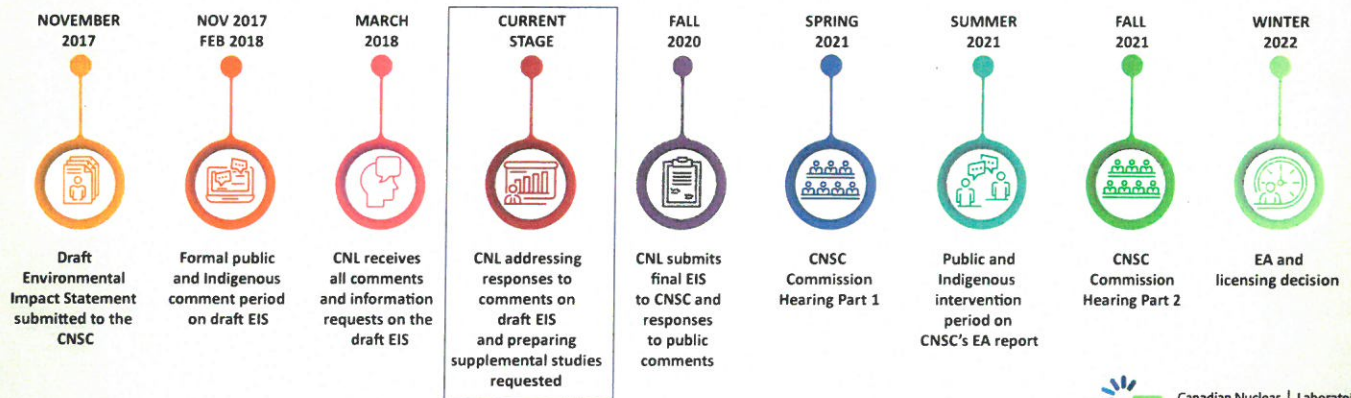 NOVEMBER
2017
Draft
Environmental
Impact Statement
submitted to the
CNSC
NOV 2017
FEB 2018
Formal public
and Indigenous
comment period
on draft EIS
MARCH
2018
CNL receives
all comments
and information
requests on the
draft EIS
CURRENT
STAGE
CNL addressing
responses to
comments on
draft EIS
and preparing
supplemental studies
requested
FALL
2020
CNL submits
final EIS
to CNSC and
responses
to public
comments
SPRING
2021
CNSC
Commission
Hearing Part 1
SUMMER
2021
Public and
Indigenous
intervention
period on
CNSC's EA report
FALL
2021
CNSC
Commission
Hearing Part 2
WINTER
2022
EA and
licensing decision
Canadian Nuclear